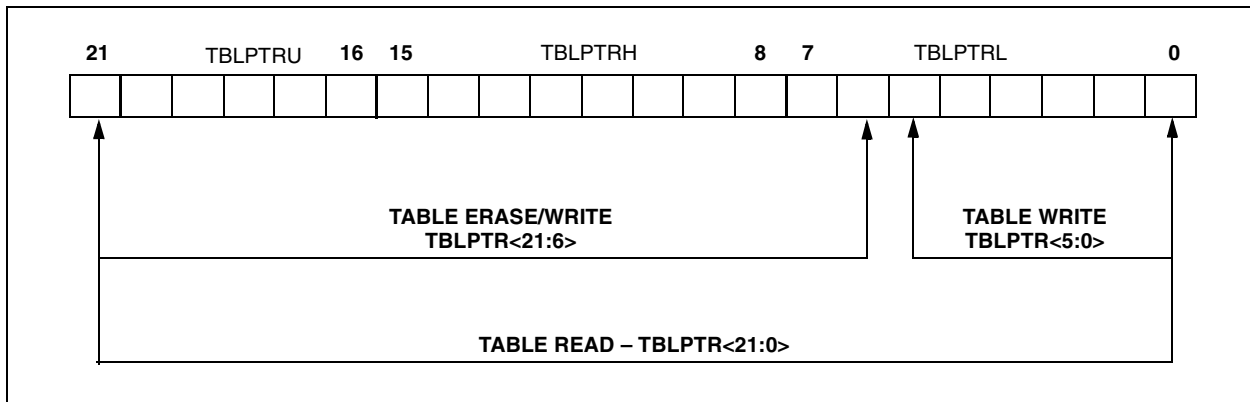 21 TBLPTRU 16 15 TBLPTRH 8 7 TBLPTRL 0
TABLE ERASE/WRITE
TBLPTR<21:6>
TABLE WRITE
TBLPTR<5:0>
TABLE READ – TBLPTR<21:0>